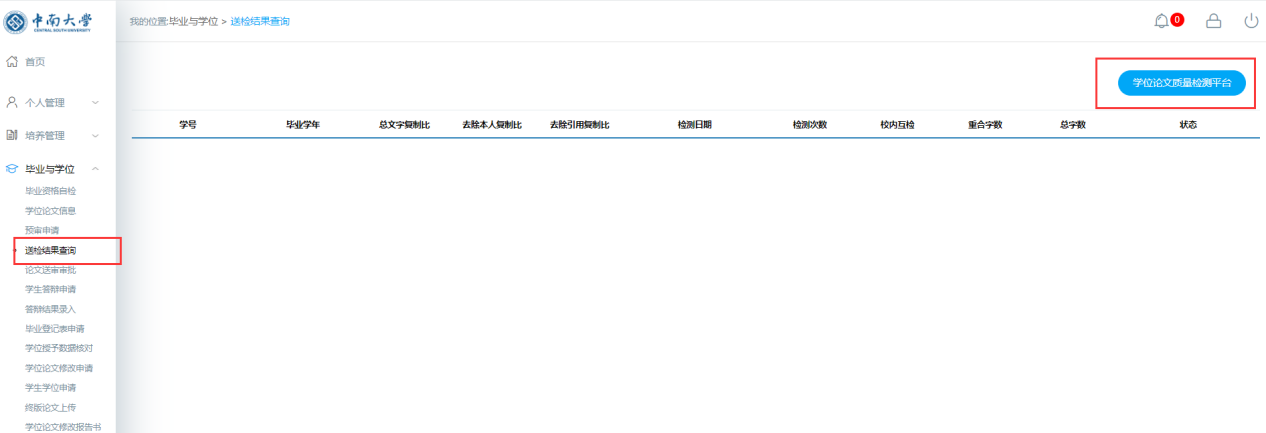 中南大学
CENTRAL SOUTH UNIVERSITY
我的位置:毕业与学位 > 送检结果查询
0
首页
个人管理
培养管理
毕业与学位
毕业资格自检
学位论文信息
预审申请
送检结果查询
论文送审审批
学生答辩申请
答辩结果录入
毕业登记表申请
学位授予数据核对
学位论文修改申请
学生学位申请
终版论文上传
学位论文修改报告书
学位论文质量检测平台
学号 毕业学年 总文字复制比 去除本人复制比 去除引用复制比 检测日期 检测次数 校内互检 重合字数 总字数 状态